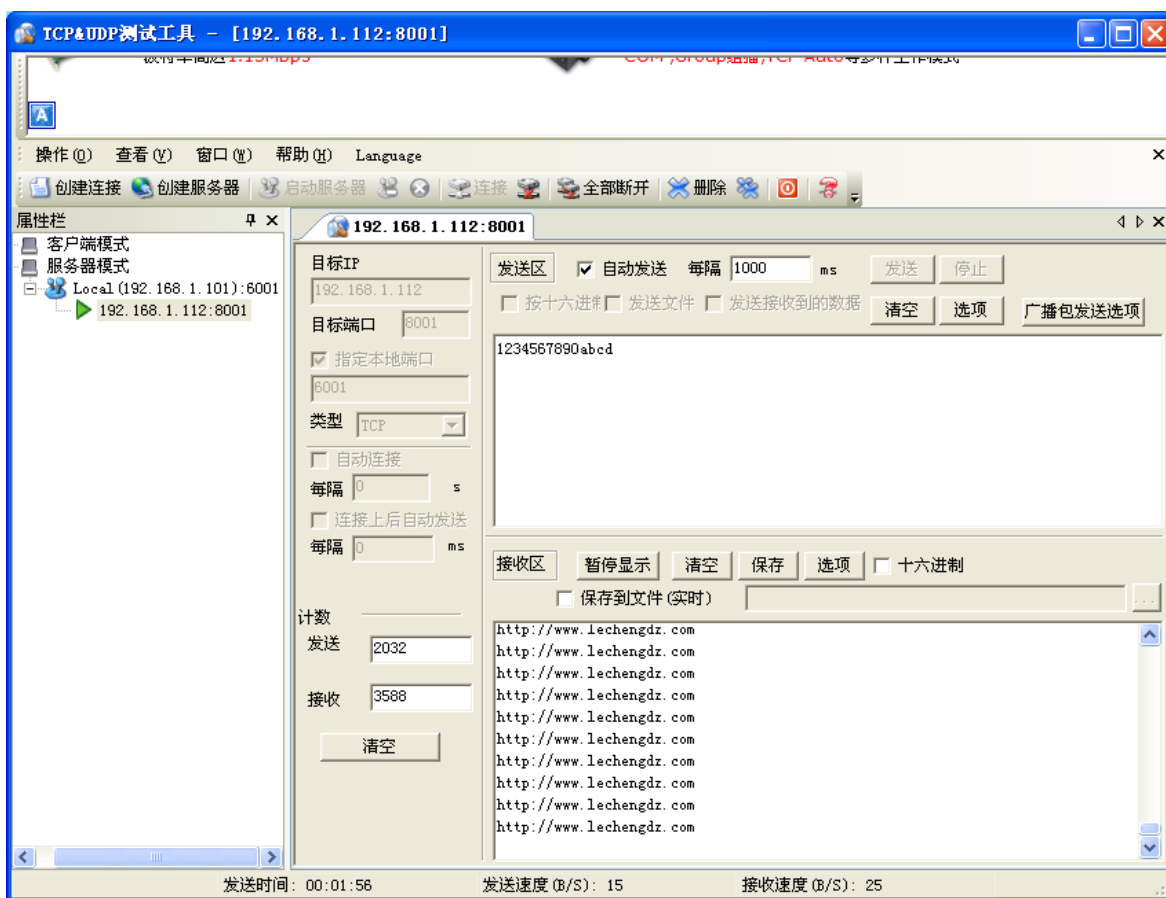 TCP&UDP测试工具 - [192.168.1.112:8001]
操作(O) 查看(V) 窗口(W) 帮助(H) Language
创建连接 创建服务器 启动服务器 连接 全部断开 删除
属性栏
客户端模式
服务器模式
Local(192.168.1.101):6001
192.168.1.112:8001
192.168.1.112:8001
目标IP
192.168.1.112
目标端口 8001
指定本地端口
6001
类型 TCP
自动连接
每隔 0 s
连接上后自动发送
每隔 0 ms
计数
发送 2032
接收 3588
清空
发送区 自动发送 每隔 1000 ms 发送 停止
按十六进制 发送文件 发送接收到的数据 清空 选项 广播包发送选项
1234567890abcd
接收区 暂停显示 清空 保存 选项 十六进制
保存到文件(实时) ...
http://www.lechengdz.com
http://www.lechengdz.com
http://www.lechengdz.com
http://www.lechengdz.com
http://www.lechengdz.com
http://www.lechengdz.com
http://www.lechengdz.com
http://www.lechengdz.com
http://www.lechengdz.com
http://www.lechengdz.com
发送时间: 00:01:56 发送速度(B/S): 15 接收速度(B/S): 25